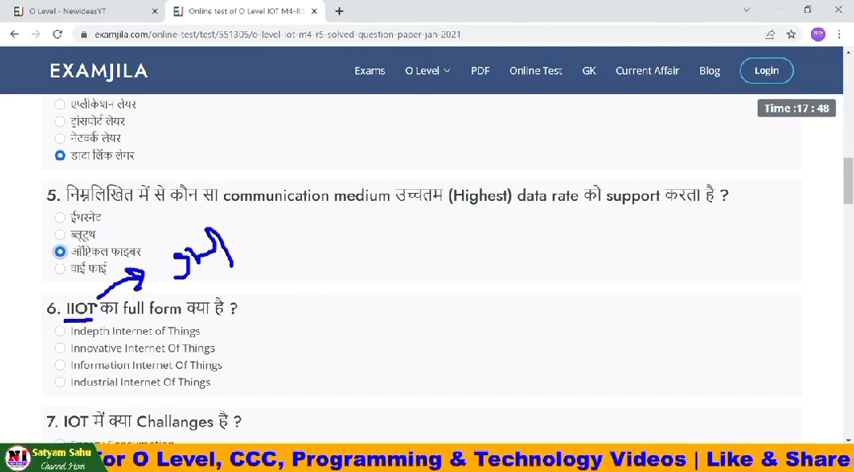 O Level - NewideasYT
Online test of O Level IOT M4-R5
examjila.com/online-test/test/551305/o-level-iot-m4-r5-solved-question-paper-jan-2021
EXAMJILA
Exams
O Level
PDF
Online Test
GK
Current Affair
Blog
Login
Time :17 : 48
एप्लीकेशन लेयर
ट्रांसपोर्ट लेयर
नेटवर्क लेयर
डाटा लिंक लेयर
5. निम्नलिखित में से कौन सा communication medium उच्चतम (Highest) data rate को support करता है ?
ईथरनेट
ब्लूटूथ
ऑप्टिकल फाइबर
वाई फाई
6. IIOT का full form क्या है ?
Indepth Internet of Things
Innovative Internet Of Things
Information Internet Of Things
Industrial Internet Of Things
7. IOT में क्या Challanges है ?
Energy Consumption
Satyam Sahu
Channel Host
For O Level, CCC, Programming & Technology Videos | Like & Share